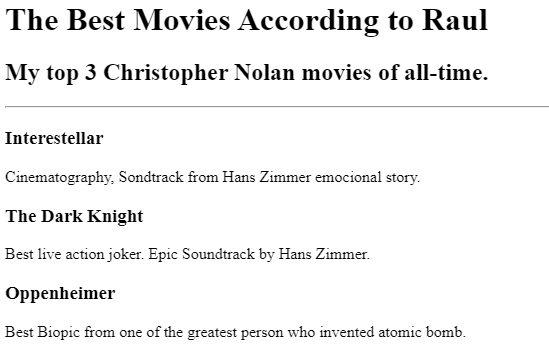 The Best Movies According to Raul
My top 3 Christopher Nolan movies of all-time.
Interestellar
Cinematography, Sondtrack from Hans Zimmer emocional story.
The Dark Knight
Best live action joker. Epic Soundtrack by Hans Zimmer.
Oppenheimer
Best Biopic from one of the greatest person who invented atomic bomb.